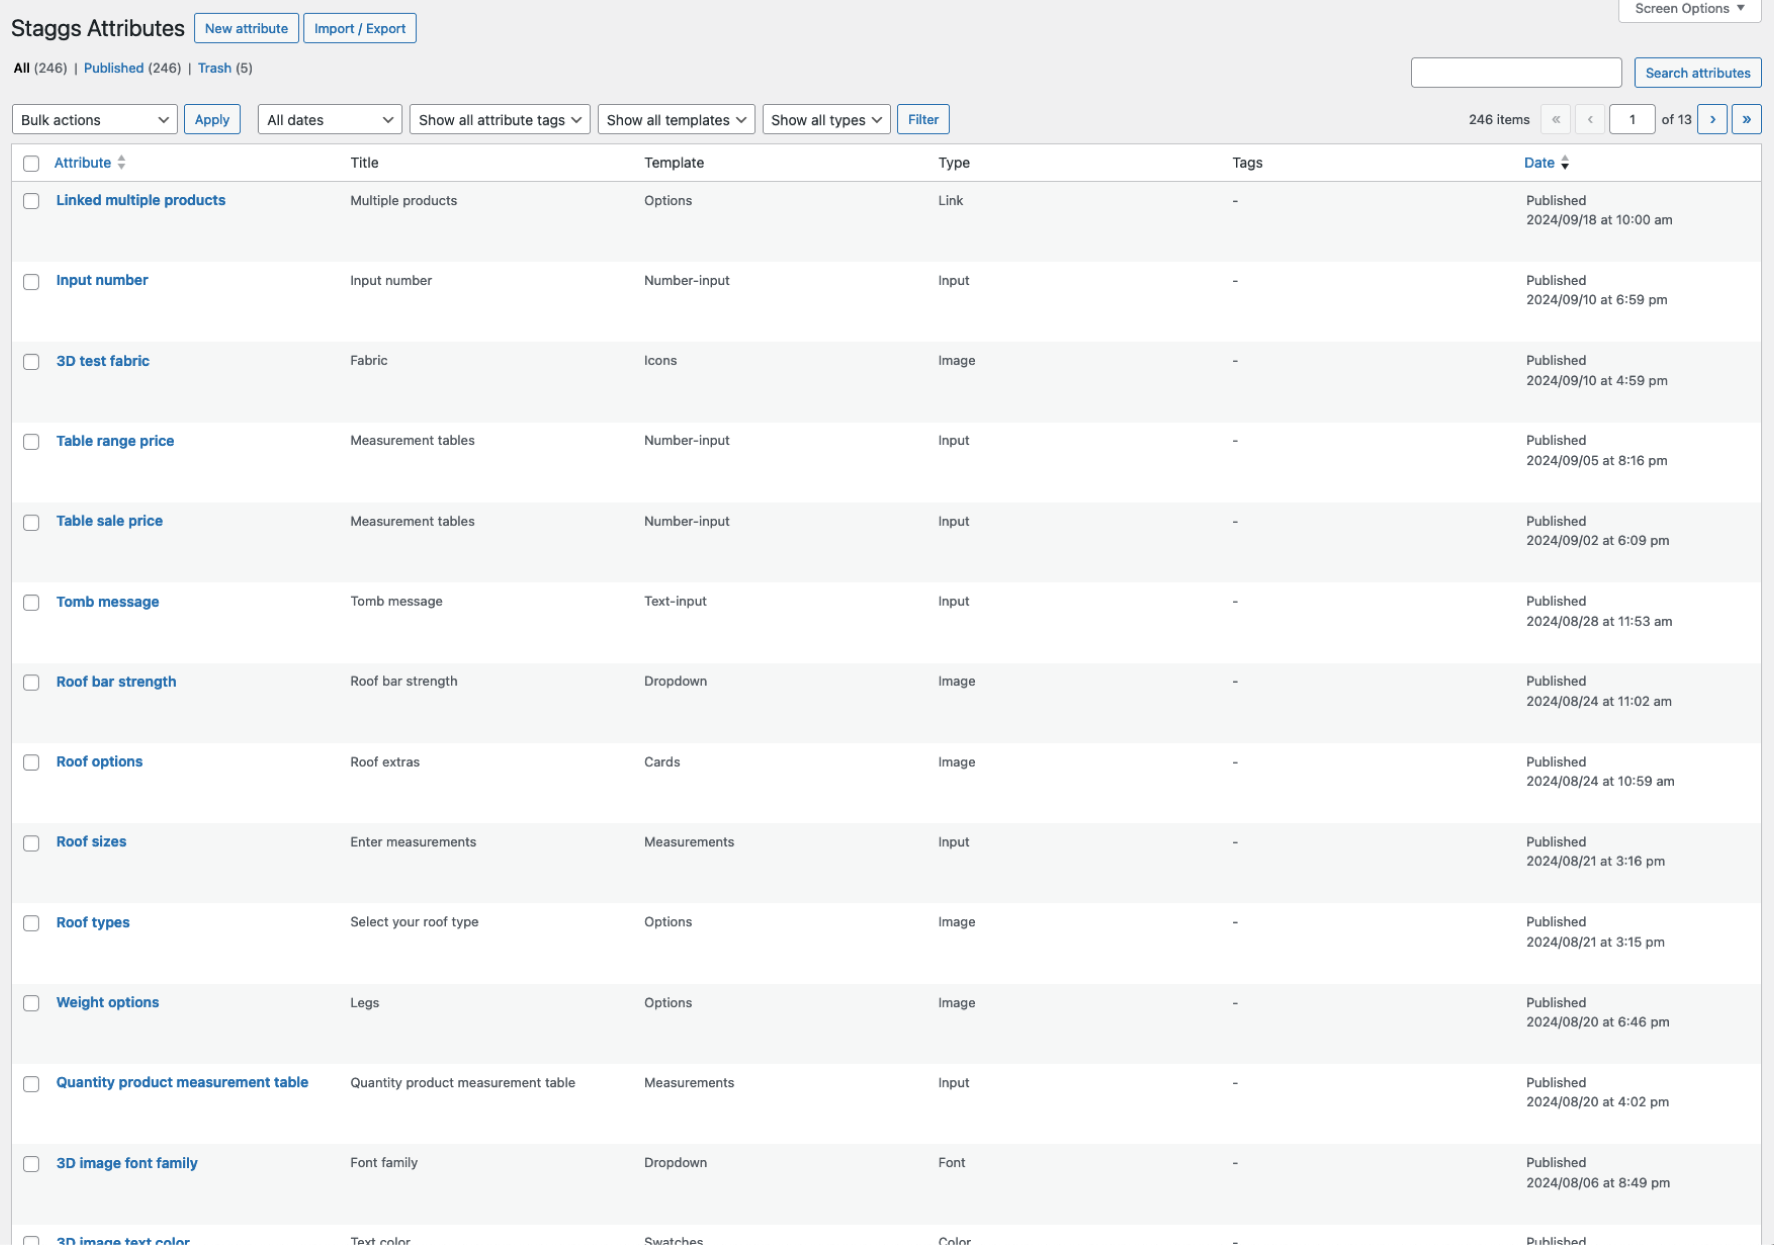 Screen Options
Staggs Attributes New attribute Import / Export
All (246) | Published (246) | Trash (5)
Search attributes
Bulk actions Apply All dates Show all attribute tags Show all templates Show all types Filter 246 items « ‹ 1 of 13 › »
Attribute Title Template Type Tags Date
Linked multiple products Multiple products Options Link - Published
2024/09/18 at 10:00 am
Input number Input number Number-input Input - Published
2024/09/10 at 6:59 pm
3D test fabric Fabric Icons Image - Published
2024/09/10 at 4:59 pm
Table range price Measurement tables Number-input Input - Published
2024/09/05 at 8:16 pm
Table sale price Measurement tables Number-input Input - Published
2024/09/02 at 6:09 pm
Tomb message Tomb message Text-input Input - Published
2024/08/28 at 11:53 am
Roof bar strength Roof bar strength Dropdown Image - Published
2024/08/24 at 11:02 am
Roof options Roof extras Cards Image - Published
2024/08/24 at 10:59 am
Roof sizes Enter measurements Measurements Input - Published
2024/08/21 at 3:16 pm
Roof types Select your roof type Options Image - Published
2024/08/21 at 3:15 pm
Weight options Legs Options Image - Published
2024/08/20 at 6:46 pm
Quantity product measurement table Quantity product measurement table Measurements Input - Published
2024/08/20 at 4:02 pm
3D image font family Font family Dropdown Font - Published
2024/08/06 at 8:49 pm
3D image text color Text color Swatches Color - Published